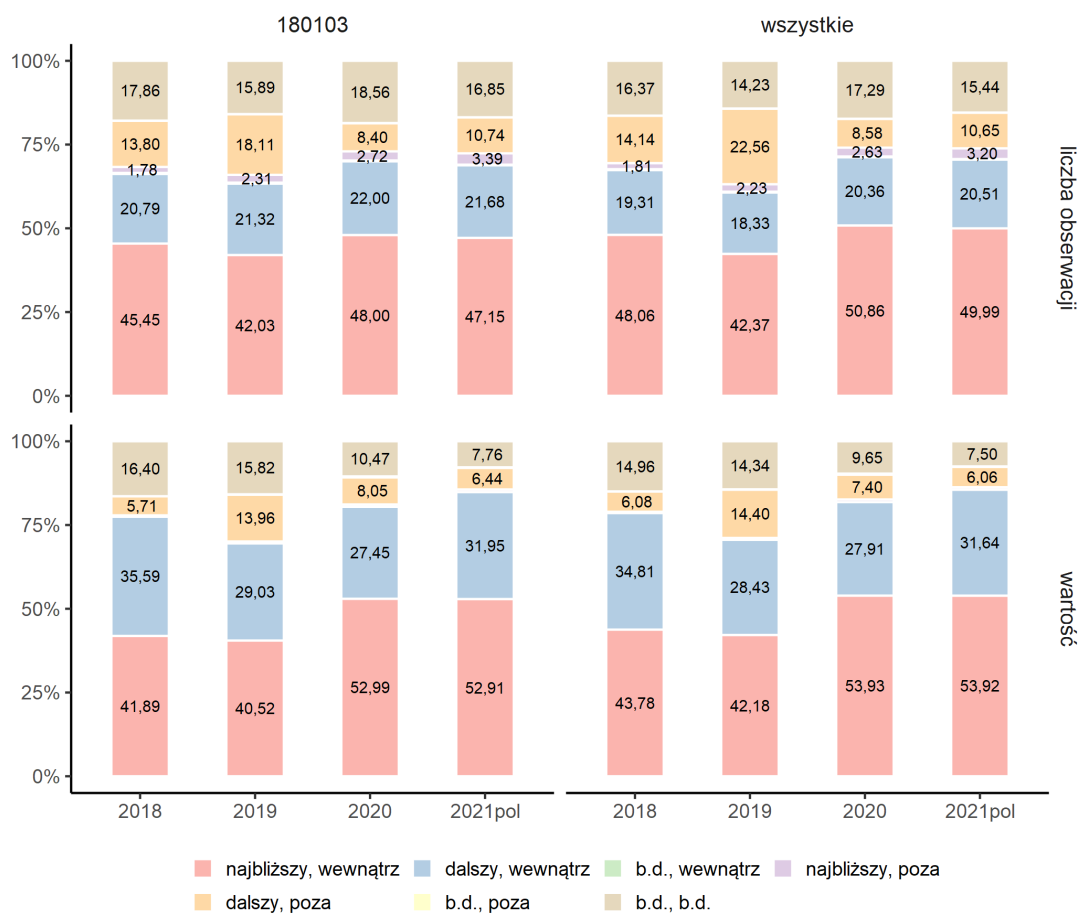 180103 wszystkie
100%
17,86 15,89 18,56 16,85 16,37 14,23 17,29 15,44
75%
13,80 18,11 8,40 10,74 14,14 22,56 8,58 10,65
1,78 2,31 2,72 3,39 1,81 2,23 2,63 3,20
20,79 21,32 22,00 21,68 19,31 18,33 20,36 20,51
50%
45,45 42,03 48,00 47,15 48,06 42,37 50,86 49,99
25%
0%
liczba obserwacji
100%
16,40 15,82 10,47 7,76 14,96 14,34 9,65 7,50
5,71 13,96 8,05 6,44 6,08 14,40 7,40 6,06
75%
35,59 29,03 27,45 31,95 34,81 28,43 27,91 31,64
50%
41,89 40,52 52,99 52,91 43,78 42,18 53,93 53,92
25%
0%
wartość
2018 2019 2020 2021pol 2018 2019 2020 2021pol
najbliższy, wewnątrz dalszy, wewnątrz b.d., wewnątrz najbliższy, poza
dalszy, poza b.d., poza b.d., b.d.